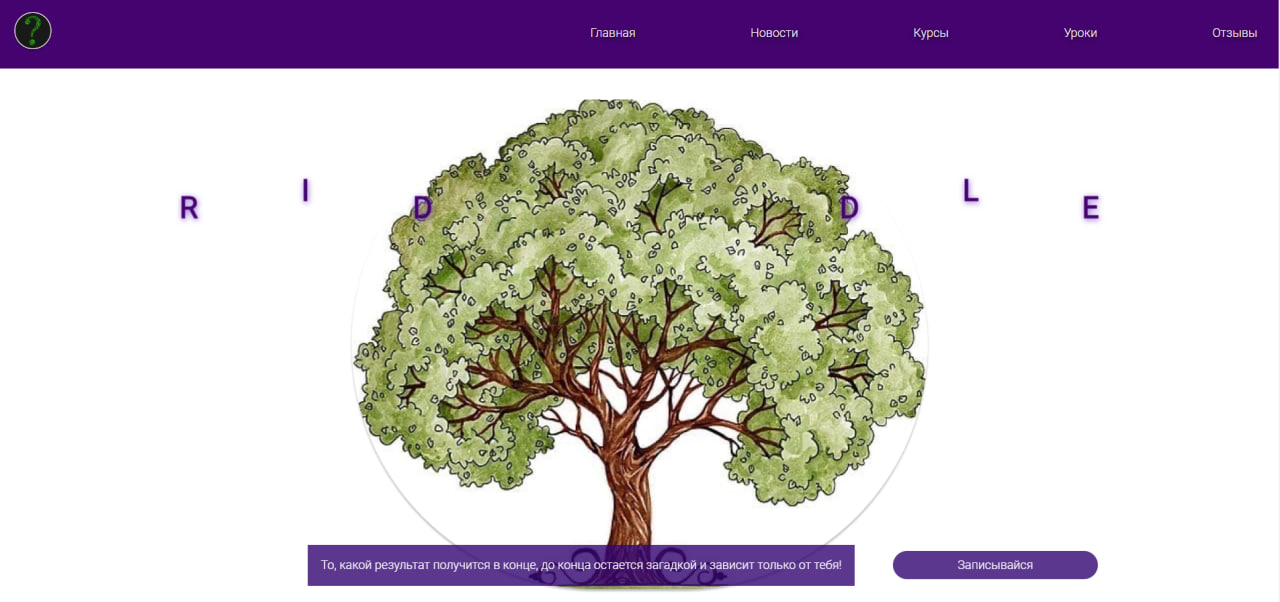 ?
Главная Новости Курсы Уроки Отзывы
R I D D L E
То, какой результат получится в конце, до конца остается загадкой и зависит только от тебя!
Записывайся